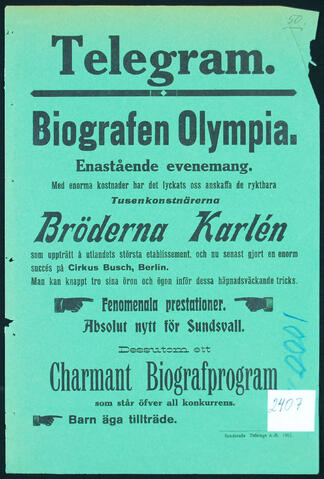 50.
Telegram.
Biografen Olympia.
Enastående evenemang.
Med enorma kostnader har det lyckats oss anskaffa de ryktbara
Tusenkonstnärerna
Bröderna Karlén
som uppträtt å utlandets största etablissement, och nu senast gjort en enorm
succés på Cirkus Busch, Berlin.
Man kan knappt tro sina öron och ögon inför dessa häpnadsväckande tricks.
Fenomenala prestationer.
Absolut nytt för Sundsvall.
Dessutom ett
Charmant Biografprogram
som står öfver all konkurrens.
Barn äga tillträde.
1000
2407